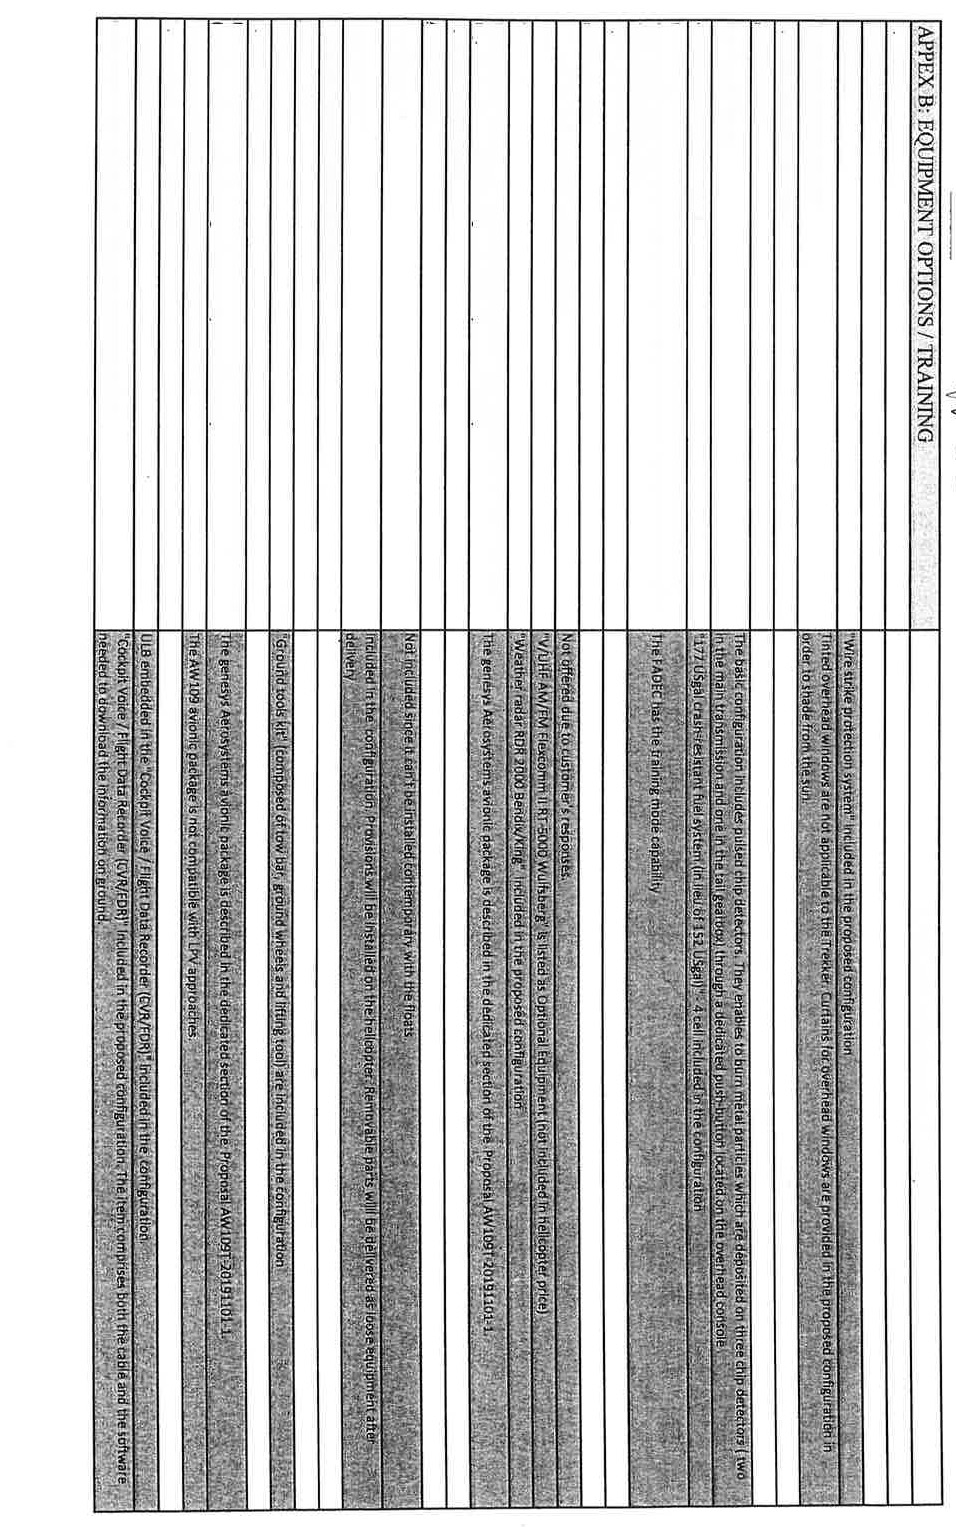 APPEX B: EQUIPMENT OPTIONS / TRAINING
"Wire strike protection system" included in the proposed configuration
Tinted overhead windows are not applicable to the Trekker. Curtains for overhead windows are provided in the proposed configuration in
order to shade from the sun.
The basic configuration includes pulsed chip detectors. They enables to burn metal particles which are deposited on three chip detectors ( two
in the main transmission and one in the tail gearbox) through a dedicated push-button located on the overhead console
"177 USgal crash-resistant fuel system (in lieu of 152 USgal)" - 4 cell included in the configuration
The FADEC has the training mode capability
Not offered due to customer's responses.
"V/UHF AM/FM Flexcomm II RT-5000 Wulfsberg" is listed as Optional Equipment (not included in helicopter price)
"Weather radar RDR 2000 Bendix/King" included in the proposed configuration
The genesys Aerosystems avionic package is described in the dedicated section of the Proposal AW109T-20191101-1
Not included since it can't be installed contemporary with the floats
Included in the configuration. Provisions will be installed on the helicopter. Removable parts will be delivered as loose equipment after
delivery
"Ground tools kit" (composed of tow bar, ground wheels and lifting tool) are included in the configuration
The genesys Aerosystems avionic package is described in the dedicated section of the Proposal AW109T-20191101-1.
The AW109 avionic package is not compatible with LPV approaches
ULB embedded in the "Cockpit Voice / Flight Data Recorder (CVR/FDR)" included in the configuration
"Cockpit Voice / Flight Data Recorder (CVR/FDR)" included in the proposed configuration. The item comprises both the cable and the software
needed to download the information on ground.